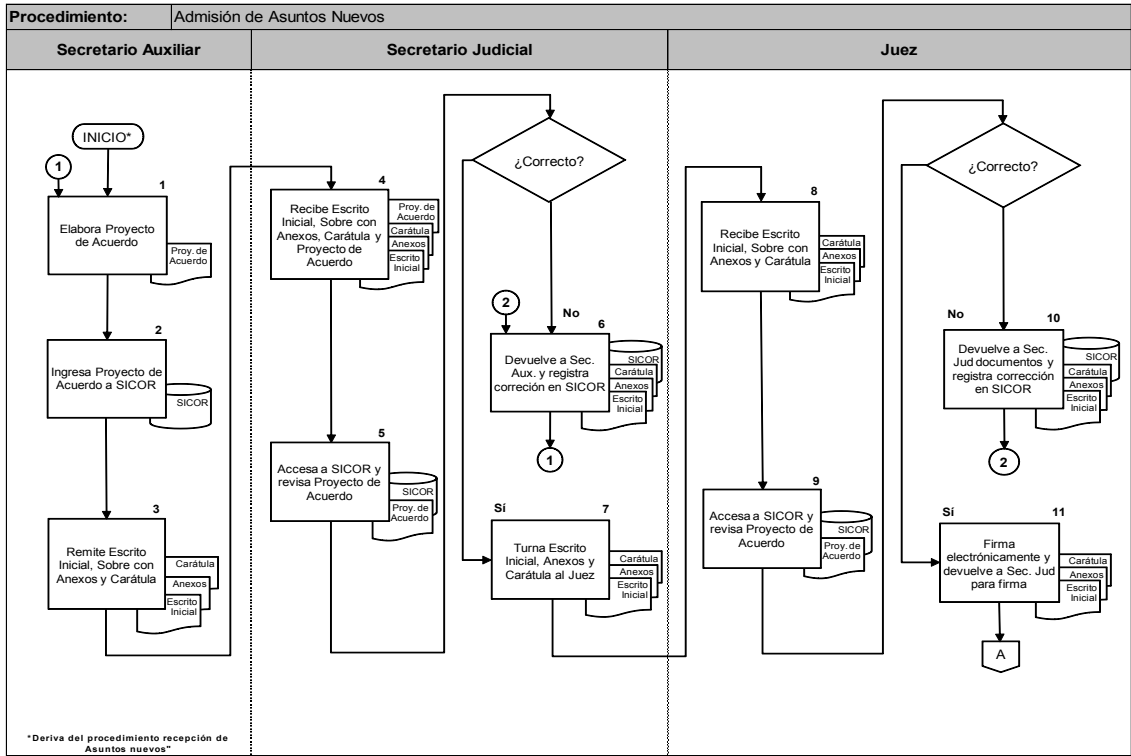 Procedimiento: Admisión de Asuntos Nuevos
Secretario Auxiliar
Secretario Judicial
Juez
INICIO*
1
1
Elabora Proyecto
de Acuerdo
Proy. de
Acuerdo
2
Ingresa Proyecto de
Acuerdo a SICOR
SICOR
3
Remite Escrito
Inicial, Sobre con
Anexos y Carátula
Carátula
Anexos
Escrito
Inicial
*Deriva del procedimiento recepción de
Asuntos nuevos"
4
Recibe Escrito
Inicial, Sobre con
Anexos, Carátula y
Proyecto de
Acuerdo
Proy. de
Acuerdo
Carátula
Anexos
Escrito
Inicial
5
Accesa a SICOR y
revisa Proyecto de
Acuerdo
SICOR
Proy. de
Acuerdo
¿Correcto?
2
No
6
Devuelve a Sec.
Aux. y registra
correción en SICOR
SICOR
Carátula
Anexos
Escrito
Inicial
1
Sí
7
Turna Escrito
Inicial, Anexos y
Carátula al Juez
Carátula
Anexos
Escrito
Inicial
8
Recibe Escrito
Inicial, Sobre con
Anexos y Carátula
Carátula
Anexos
Escrito
Inicial
9
Accesa a SICOR y
revisa Proyecto de
Acuerdo
SICOR
Proy. de
Acuerdo
¿Correcto?
No
10
Devuelve a Sec.
Jud documentos y
registra corrección
en SICOR
SICOR
Carátula
Anexos
Escrito
Inicial
2
Sí
11
Firma
electrónicamente y
devuelve a Sec. Jud
para firma
Carátula
Anexos
Escrito
Inicial
A